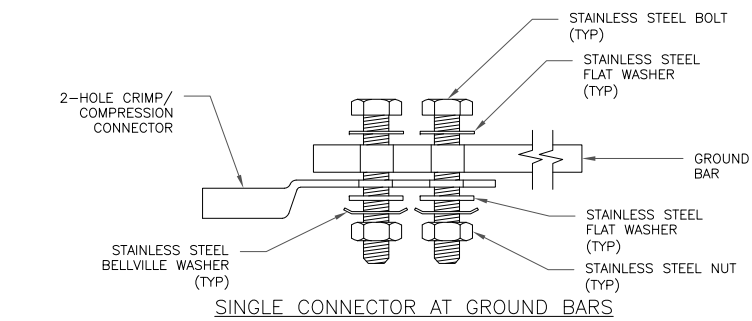 STAINLESS STEEL BOLT
(TYP)
STAINLESS STEEL
FLAT WASHER
(TYP)
2-HOLE CRIMP/
COMPRESSION
CONNECTOR
GROUND
BAR
STAINLESS STEEL
FLAT WASHER
(TYP)
STAINLESS STEEL
BELLVILLE WASHER
(TYP)
STAINLESS STEEL NUT
(TYP)
SINGLE CONNECTOR AT GROUND BARS